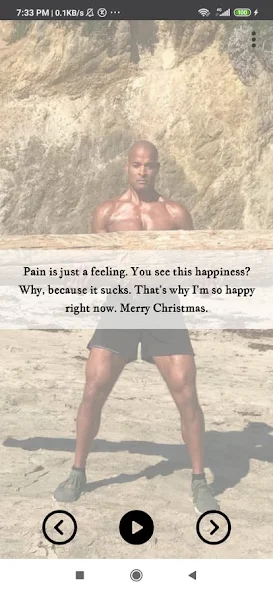 7:33 PM | 0.1KB/s
4G
100
Pain is just a feeling. You see this happiness?
Why, because it sucks. That's why I'm so happy
right now. Merry Christmas.